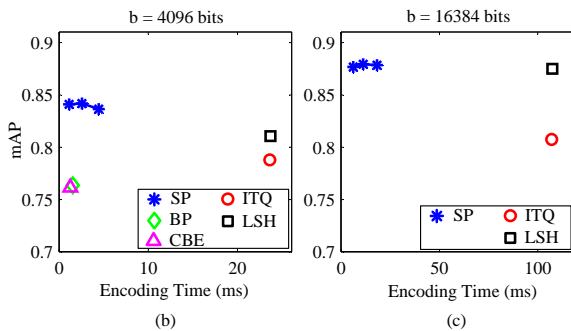 b = 4096 bits
b = 16384 bits
0.9
0.85
0.8
0.75
0.7
mAP
SP
ITQ
BP
LSH
CBE
0
10
20
Encoding Time (ms)
(b)
0.9
0.85
0.8
0.75
0.7
SP
ITQ
LSH
0
50
100
Encoding Time (ms)
(c)